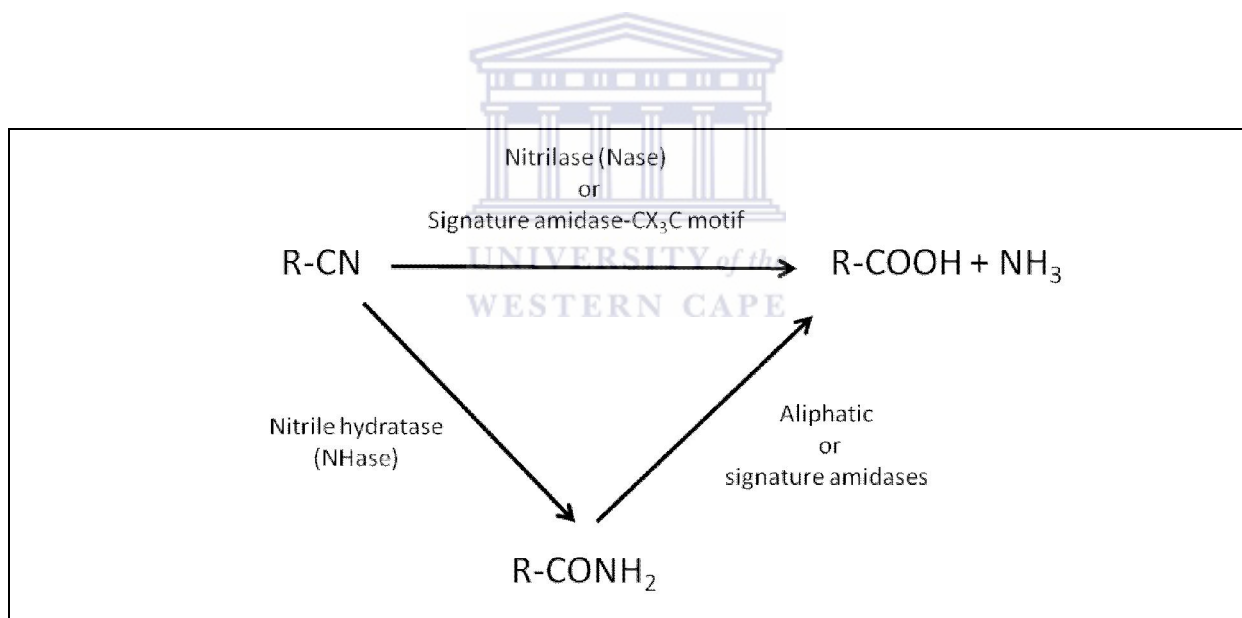 Nitrilase (Nase)
or
Signature amidase-CX₃C motif
R-CN
R-COOH + NH₃
UNIVERSITY of the
WESTERN CAPE
Nitrile hydratase
(NHase)
Aliphatic
or
signature amidases
R-CONH₂